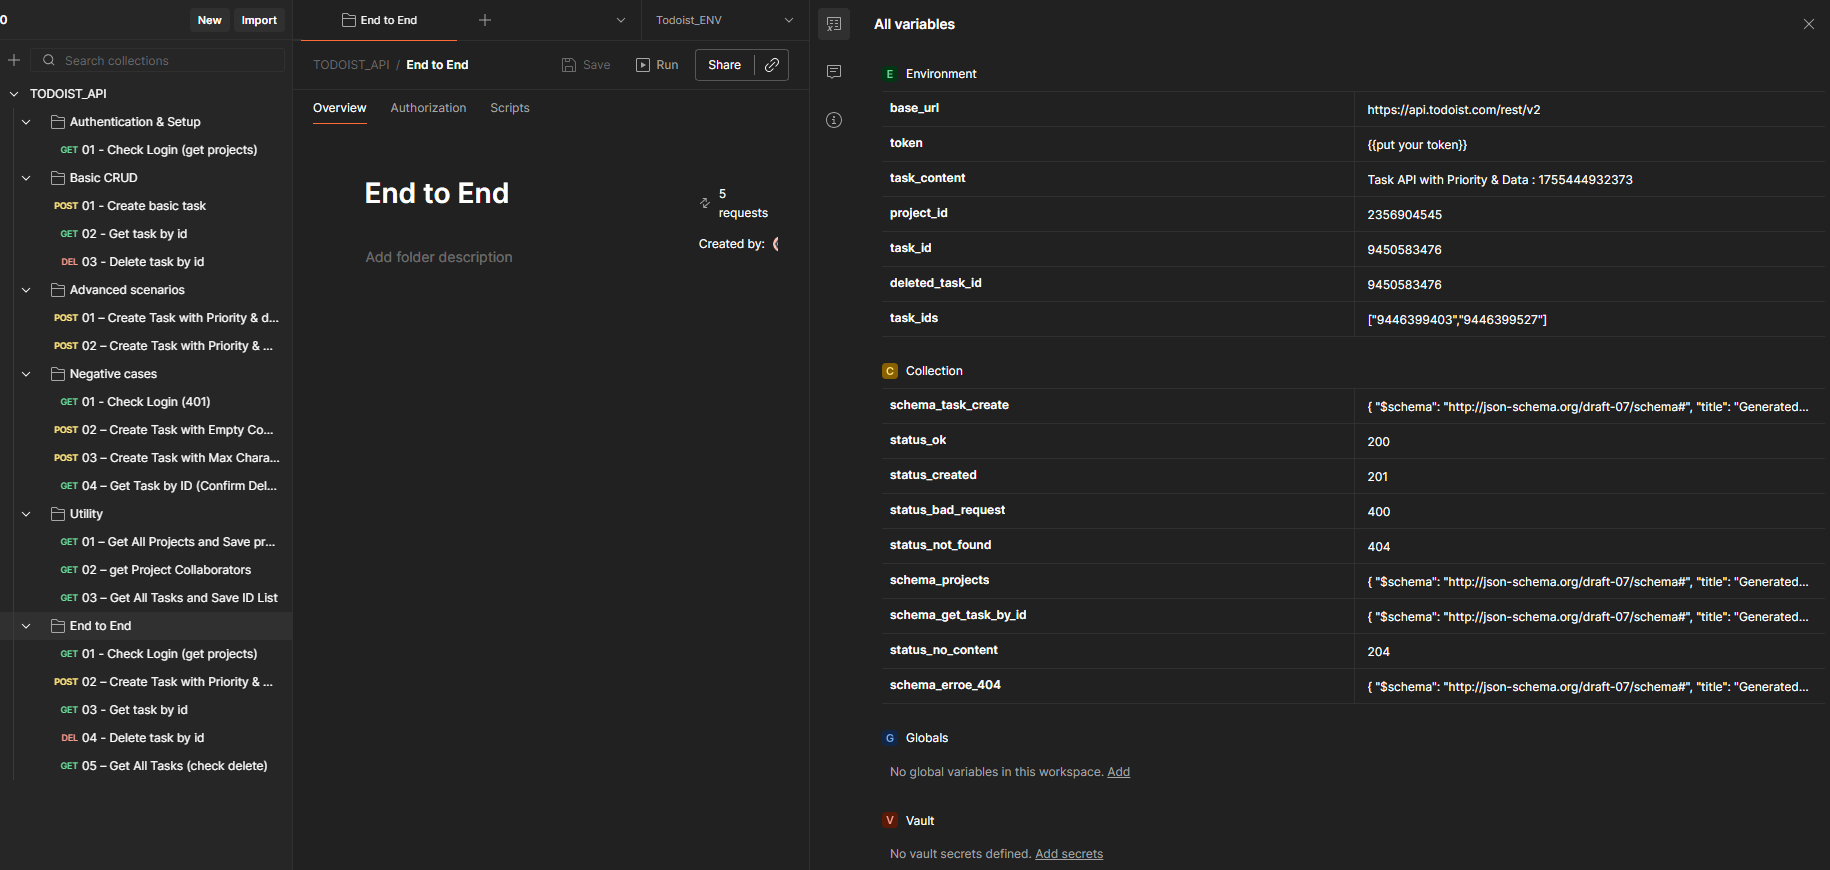 0
New
Import
Search collections
TODOIST_API
Authentication & Setup
GET 01 - Check Login (get projects)
Basic CRUD
POST 01 - Create basic task
GET 02 - Get task by id
DEL 03 - Delete task by id
Advanced scenarios
POST 01 – Create Task with Priority & d...
POST 02 – Create Task with Priority & ...
Negative cases
GET 01 - Check Login (401)
POST 02 – Create Task with Empty Co...
POST 03 – Create Task with Max Chara...
GET 04 – Get Task by ID (Confirm Del...
Utility
GET 01 – Get All Projects and Save pr...
GET 02 – get Project Collaborators
GET 03 – Get All Tasks and Save ID List
End to End
GET 01 - Check Login (get projects)
POST 02 – Create Task with Priority & ...
GET 03 - Get task by id
DEL 04 - Delete task by id
GET 05 – Get All Tasks (check delete)
End to End
Todoist_ENV
TODOIST_API / End to End
Save
Run
Share
Overview
Authorization
Scripts
End to End
Add folder description
5
requests
Created by:
All variables
E Environment
base_url https://api.todoist.com/rest/v2
token {{put your token}}
task_content Task API with Priority & Data : 1755444932373
project_id 2356904545
task_id 9450583476
deleted_task_id 9450583476
task_ids ["9446399403","9446399527"]
C Collection
schema_task_create { "$schema": "http://json-schema.org/draft-07/schema#", "title": "Generated...
status_ok 200
status_created 201
status_bad_request 400
status_not_found 404
schema_projects { "$schema": "http://json-schema.org/draft-07/schema#", "title": "Generated...
schema_get_task_by_id { "$schema": "http://json-schema.org/draft-07/schema#", "title": "Generated...
status_no_content 204
schema_erroe_404 { "$schema": "http://json-schema.org/draft-07/schema#", "title": "Generated...
G Globals
No global variables in this workspace. Add
V Vault
No vault secrets defined. Add secrets